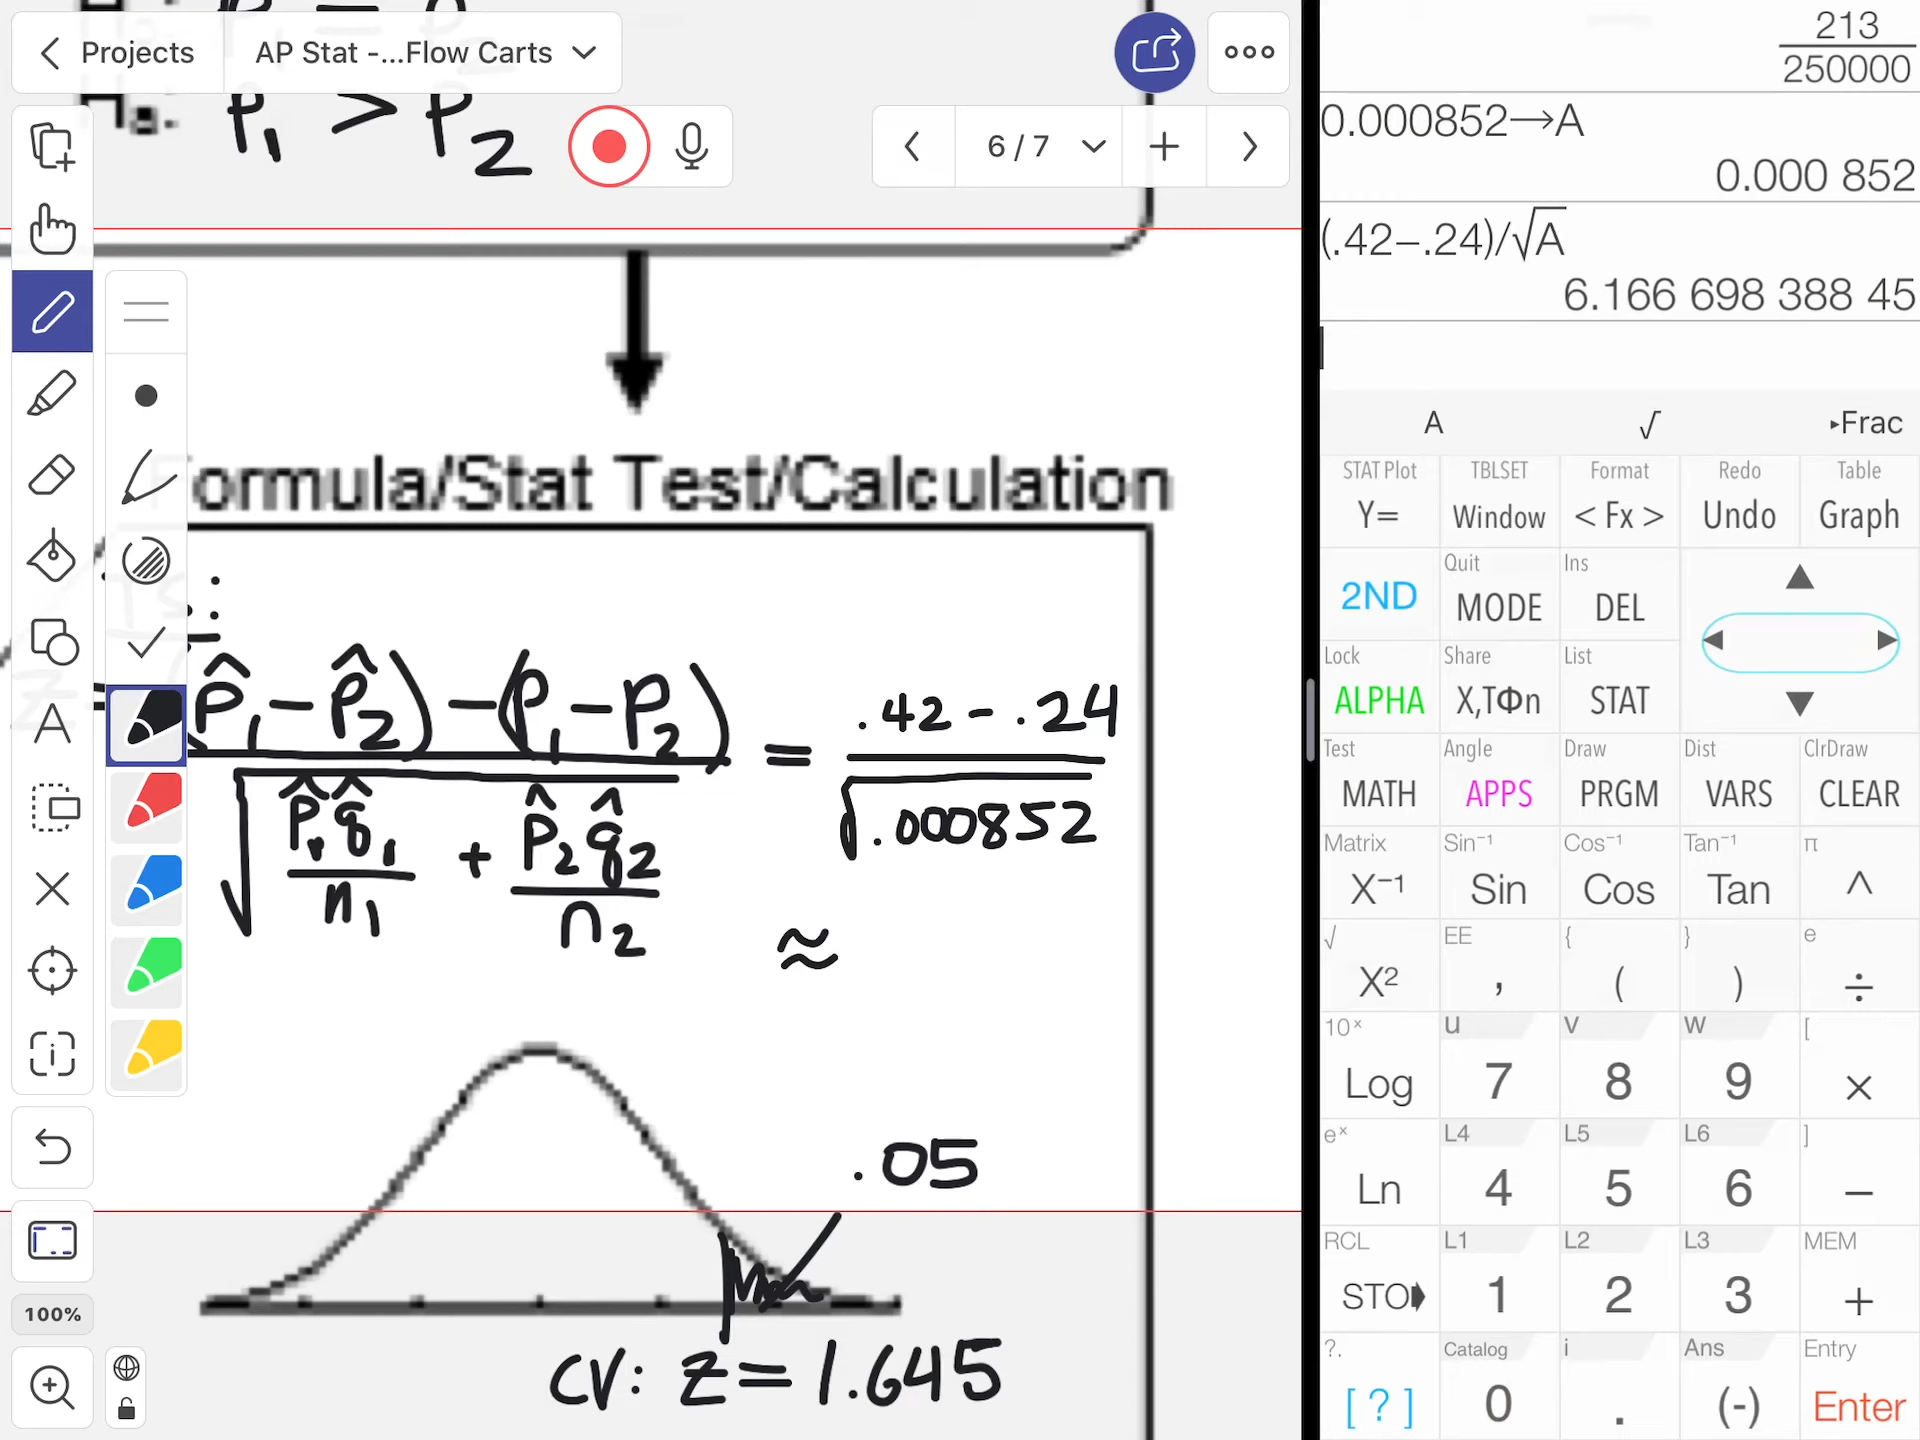 Projects
AP Stat -...Flow Carts
Hₐ: p₁ > p₂
6 / 7
Formula/Stat Test/Calculation
(p̂₁ - p̂₂) - (p₁ - p₂) = .42 - .24
√ p̂₁q̂₁/n₁ + p̂₂q̂₂/n₂
√.000852
≈
.05
CV: z = 1.645
100%
A
213
250000
0.000852→A
0.000 852
(.42-.24)/√A
6.166 698 388 45
A √ ▸Frac
STAT Plot TBLSET Format Redo Table
Y= Window < Fx > Undo Graph
Quit Ins
2ND MODE DEL
Lock Share List
ALPHA X,TΦn STAT
Test Angle Draw Dist ClrDraw
MATH APPS PRGM VARS CLEAR
Matrix Sin⁻¹ Cos⁻¹ Tan⁻¹ π
X⁻¹ Sin Cos Tan ^
√ EE { } e
X² , ( ) ÷
10ˣ u v w [
Log 7 8 9 ×
eˣ L4 L5 L6 ]
Ln 4 5 6 −
RCL L1 L2 L3 MEM
STO 1 2 3 +
?. Catalog i Ans Entry
[ ? ] 0 . (-) Enter